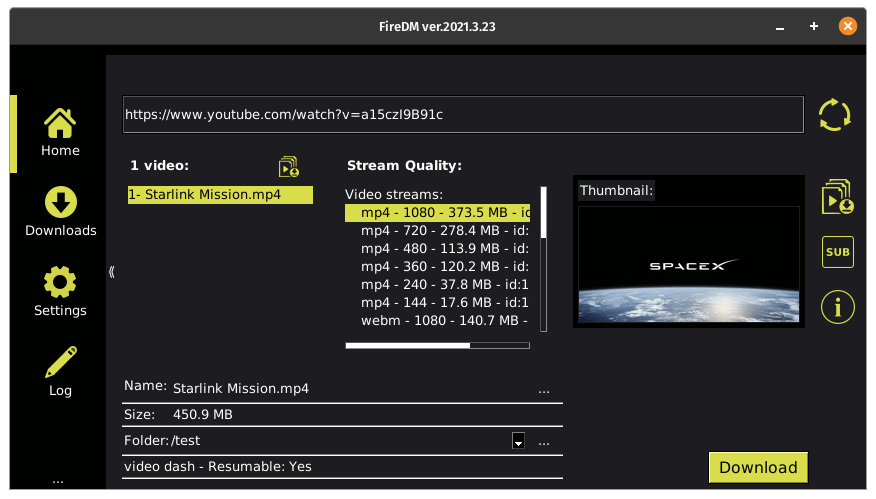 FireDM ver.2021.3.23
https://www.youtube.com/watch?v=a15czI9B91c
Home
Downloads
Settings
Log
...
1 video:
1- Starlink Mission.mp4
Stream Quality:
Video streams:
mp4 - 1080 - 373.5 MB - id
mp4 - 720 - 278.4 MB - id:
mp4 - 480 - 113.9 MB - id:
mp4 - 360 - 120.2 MB - id:
mp4 - 240 - 37.8 MB - id:1
mp4 - 144 - 17.6 MB - id:1
webm - 1080 - 140.7 MB -
Thumbnail:
SPACEX
SUB
i
Name: Starlink Mission.mp4 ...
Size: 450.9 MB
Folder: /test ...
video dash - Resumable: Yes
Download